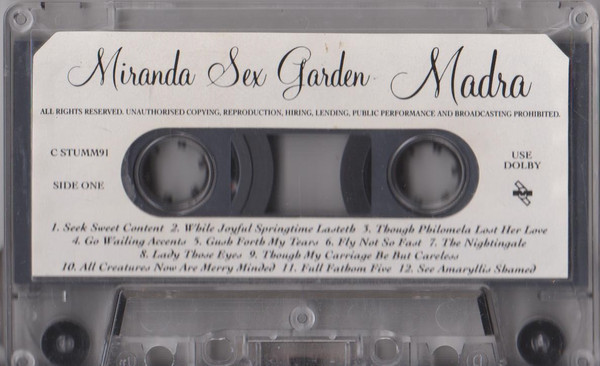 Miranda Sex Garden Madra
ALL RIGHTS RESERVED. UNAUTHORISED COPYING, REPRODUCTION, HIRING, LENDING, PUBLIC PERFORMANCE AND BROADCASTING PROHIBITED.
C STUMM91
SIDE ONE
USE
DOLBY
MUTE
1. Seek Sweet Content 2. While Joyful Springtime Lasteth 3. Though Philomela Lost Her Love
4. Go Wailing Accents 5. Gush Forth My Tears 6. Fly Not So Fast 7. The Nightingale
8. Lady Those Eyes 9. Though My Carriage Be But Careless
10. All Creatures Now Are Merry Minded 11. Full Fathom Five 12. See Amaryllis Shamed